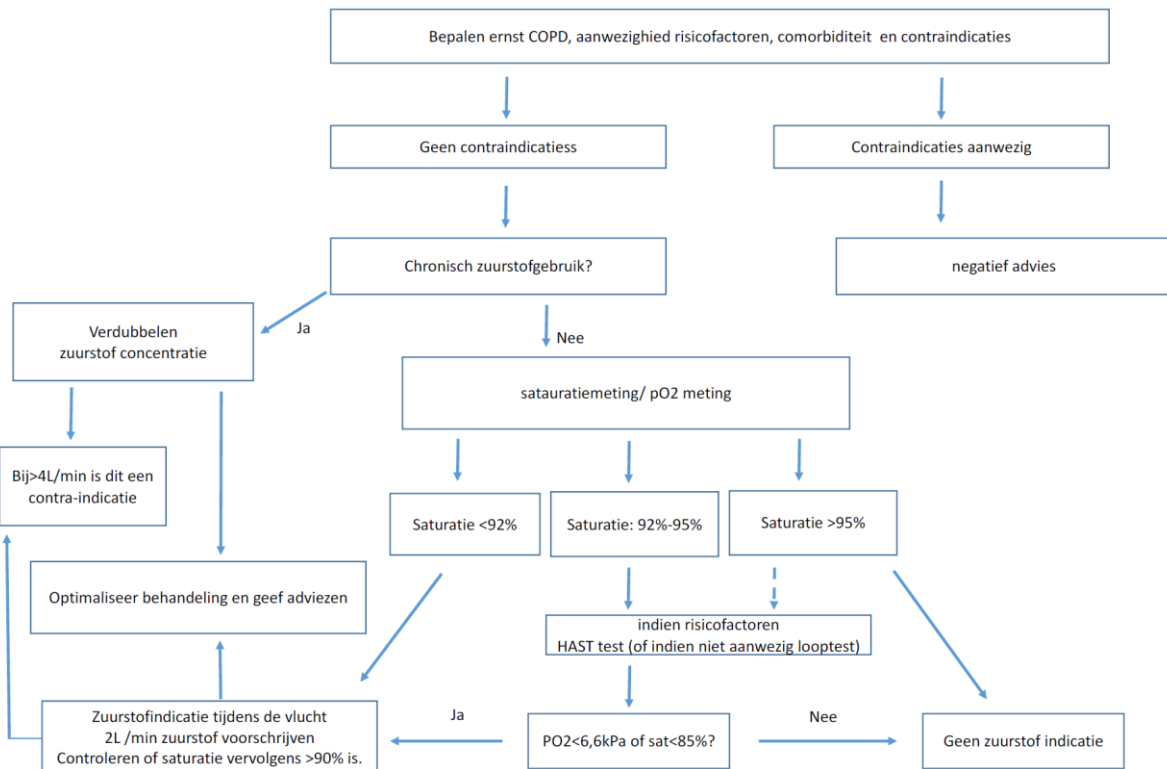 Bepalen ernst COPD, aanwezighied risicofactoren, comorbiditeit en contraindicaties
Geen contraindicatiess
Contraindicaties aanwezig
Chronisch zuurstofgebruik?
negatief advies
Ja
Nee
Verdubbelen
zuurstof concentratie
satauratiemeting/ pO2 meting
Bij>4L/min is dit een
contra-indicatie
Saturatie <92%
Saturatie: 92%-95%
Saturatie >95%
Optimaliseer behandeling en geef adviezen
indien risicofactoren
HAST test (of indien niet aanwezig looptest)
Zuurstofindicatie tijdens de vlucht
2L /min zuurstof voorschrijven
Controleren of saturatie vervolgens >90% is.
Ja
PO2<6,6kPa of sat<85%?
Nee
Geen zuurstof indicatie